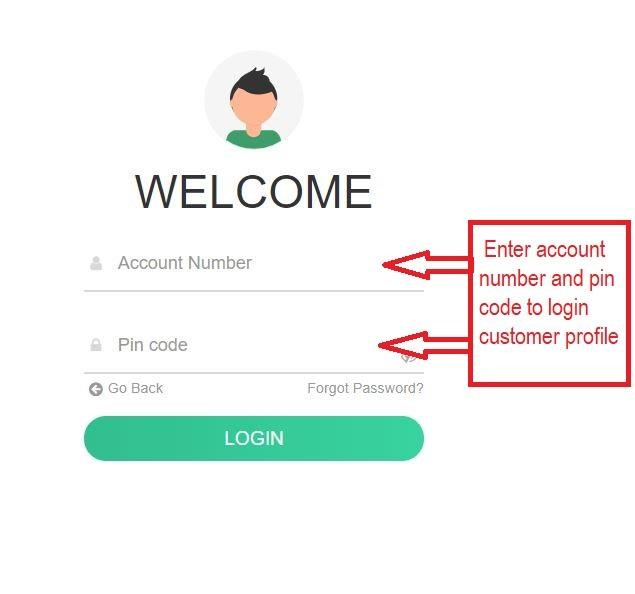 WELCOME
Account Number
Pin code
Go Back
Forgot Password?
LOGIN
Enter account
number and pin
code to login
customer profile